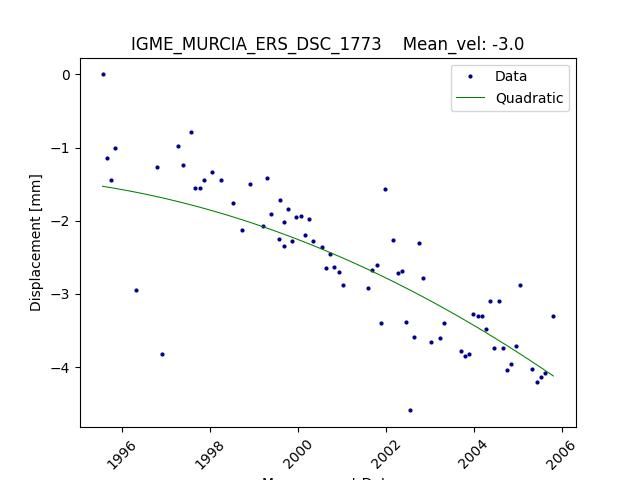 IGME_MURCIA_ERS_DSC_1773    Mean_vel: -3.0
Data
Quadratic
Displacement [mm]
0
−1
−2
−3
−4
1996
1998
2000
2002
2004
2006